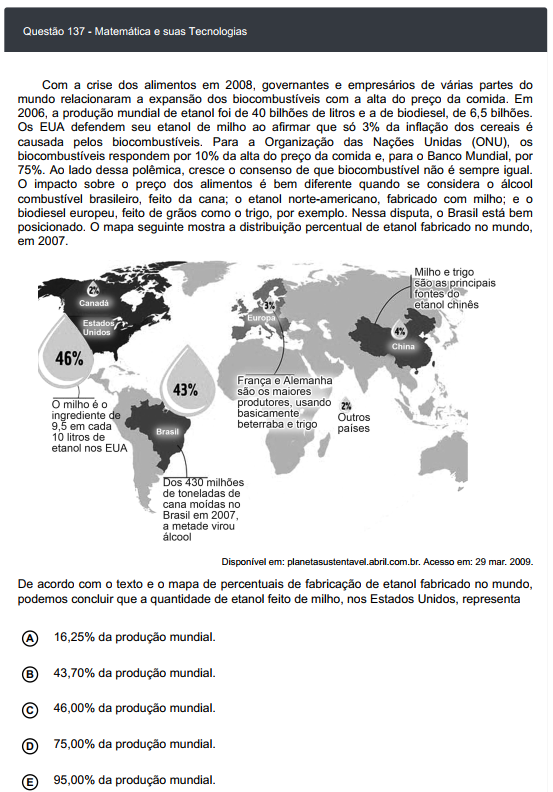 Questão 137 - Matemática e suas Tecnologias
Com a crise dos alimentos em 2008, governantes e empresários de várias partes do
mundo relacionaram a expansão dos biocombustíveis com a alta do preço da comida. Em
2006, a produção mundial de etanol foi de 40 bilhões de litros e a de biodiesel, de 6,5 bilhões.
Os EUA defendem seu etanol de milho ao afirmar que só 3% da inflação dos cereais é
causada pelos biocombustíveis. Para a Organização das Nações Unidas (ONU), os
biocombustíveis respondem por 10% da alta do preço da comida e, para o Banco Mundial, por
75%. Ao lado dessa polêmica, cresce o consenso de que biocombustível não é sempre igual.
O impacto sobre o preço dos alimentos é bem diferente quando se considera o álcool
combustível brasileiro, feito da cana; o etanol norte-americano, fabricado com milho; e o
biodiesel europeu, feito de grãos como o trigo, por exemplo. Nessa disputa, o Brasil está bem
posicionado. O mapa seguinte mostra a distribuição percentual de etanol fabricado no mundo,
em 2007.
2%
Canadá
Estados
Unidos
46%
O milho é o
ingrediente de
9,5 em cada
10 litros de
etanol nos EUA
43%
Brasil
Dos 430 milhões
de toneladas de
cana moídas no
Brasil em 2007,
a metade virou
álcool
3%
Europa
França e Alemanha
são os maiores
produtores, usando
basicamente
beterraba e trigo
Milho e trigo
são as principais
fontes do
etanol chinês
4%
China
2%
Outros
países
Disponível em: planetasustentavel.abril.com.br. Acesso em: 29 mar. 2009.
De acordo com o texto e o mapa de percentuais de fabricação de etanol fabricado no mundo,
podemos concluir que a quantidade de etanol feito de milho, nos Estados Unidos, representa
A 16,25% da produção mundial.
B 43,70% da produção mundial.
C 46,00% da produção mundial.
D 75,00% da produção mundial.
E 95,00% da produção mundial.